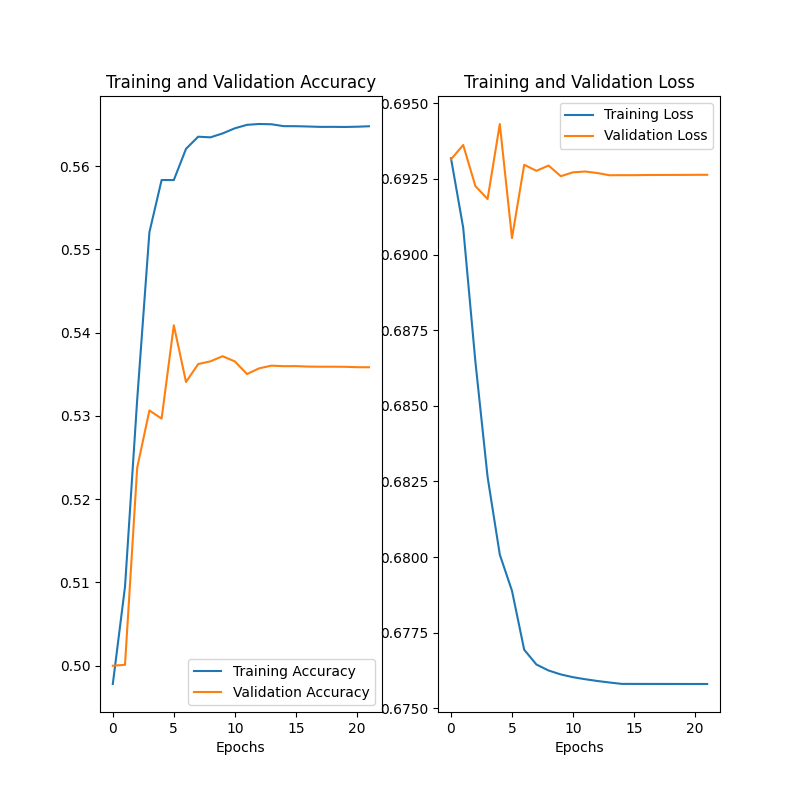 Training and Validation Accuracy
0.56
0.55
0.54
0.53
0.52
0.51
0.50
Training Accuracy
Validation Accuracy
0 5 10 15 20
Epochs
Training and Validation Loss
0.6950
0.6925
0.6900
0.6875
0.6850
0.6825
0.6800
0.6775
0.6750
Training Loss
Validation Loss
0 5 10 15 20
Epochs